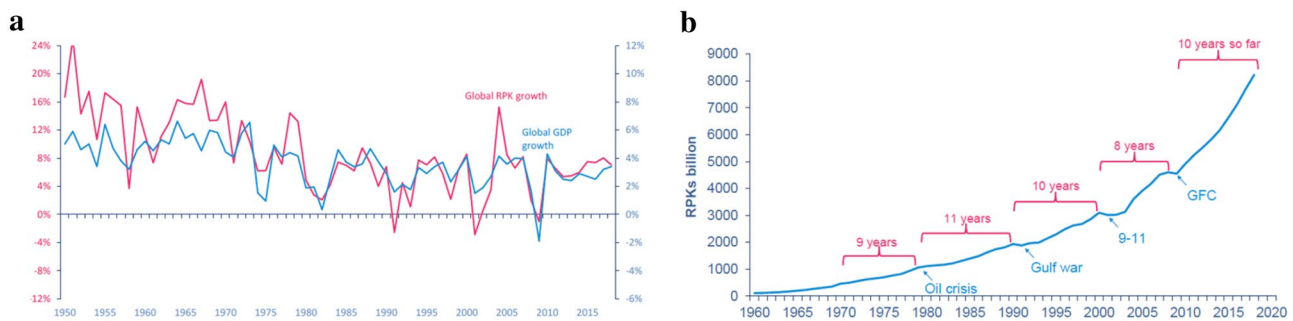 a
24%
20%
16%
12%
8%
4%
0%
-4%
-8%
-12%
12%
10%
8%
6%
4%
2%
0%
-2%
-4%
-6%
Global RPK growth
Global GDP
growth
1950 1955 1960 1965 1970 1975 1980 1985 1990 1995 2000 2005 2010 2015
b
RPKs billion
9000
8000
7000
6000
5000
4000
3000
2000
1000
0
10 years so far
8 years
10 years
11 years
9 years
GFC
9-11
Gulf war
Oil crisis
1960 1965 1970 1975 1980 1985 1990 1995 2000 2005 2010 2015 2020